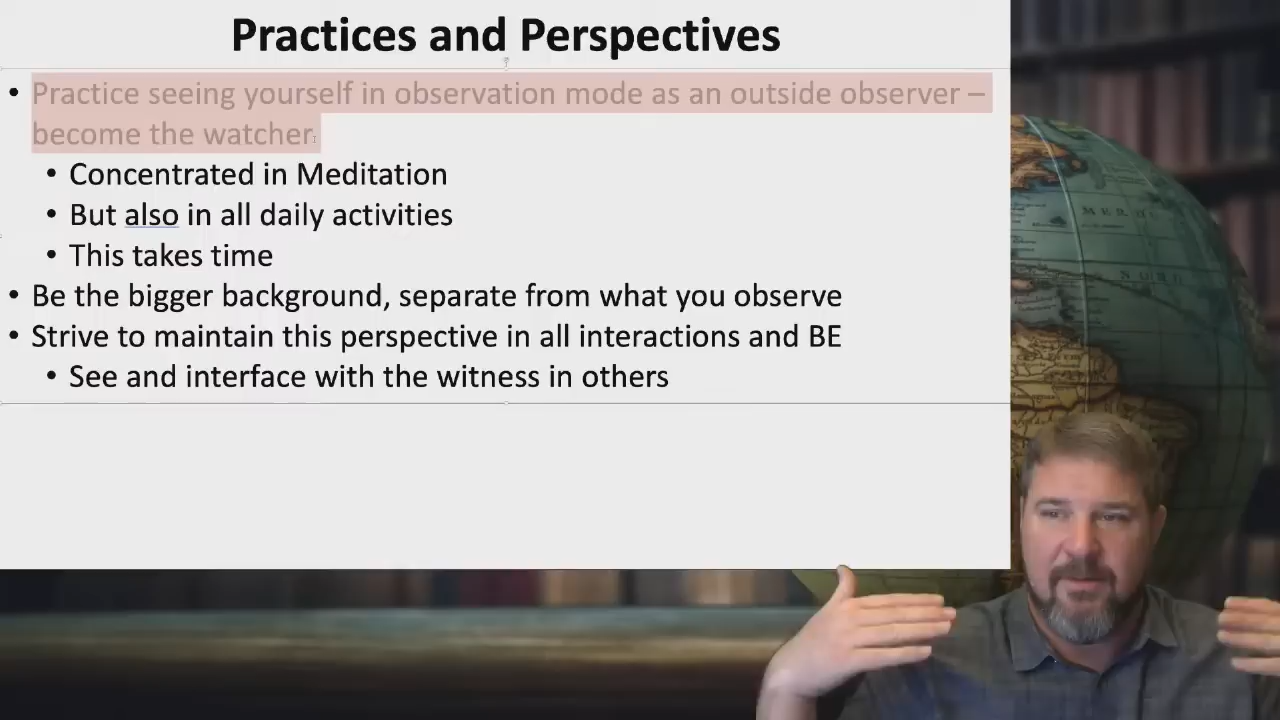 Practices and Perspectives
• Practice seeing yourself in observation mode as an outside observer –
become the watcher.
• Concentrated in Meditation
• But also in all daily activities
• This takes time
• Be the bigger background, separate from what you observe
• Strive to maintain this perspective in all interactions and BE
• See and interface with the witness in others